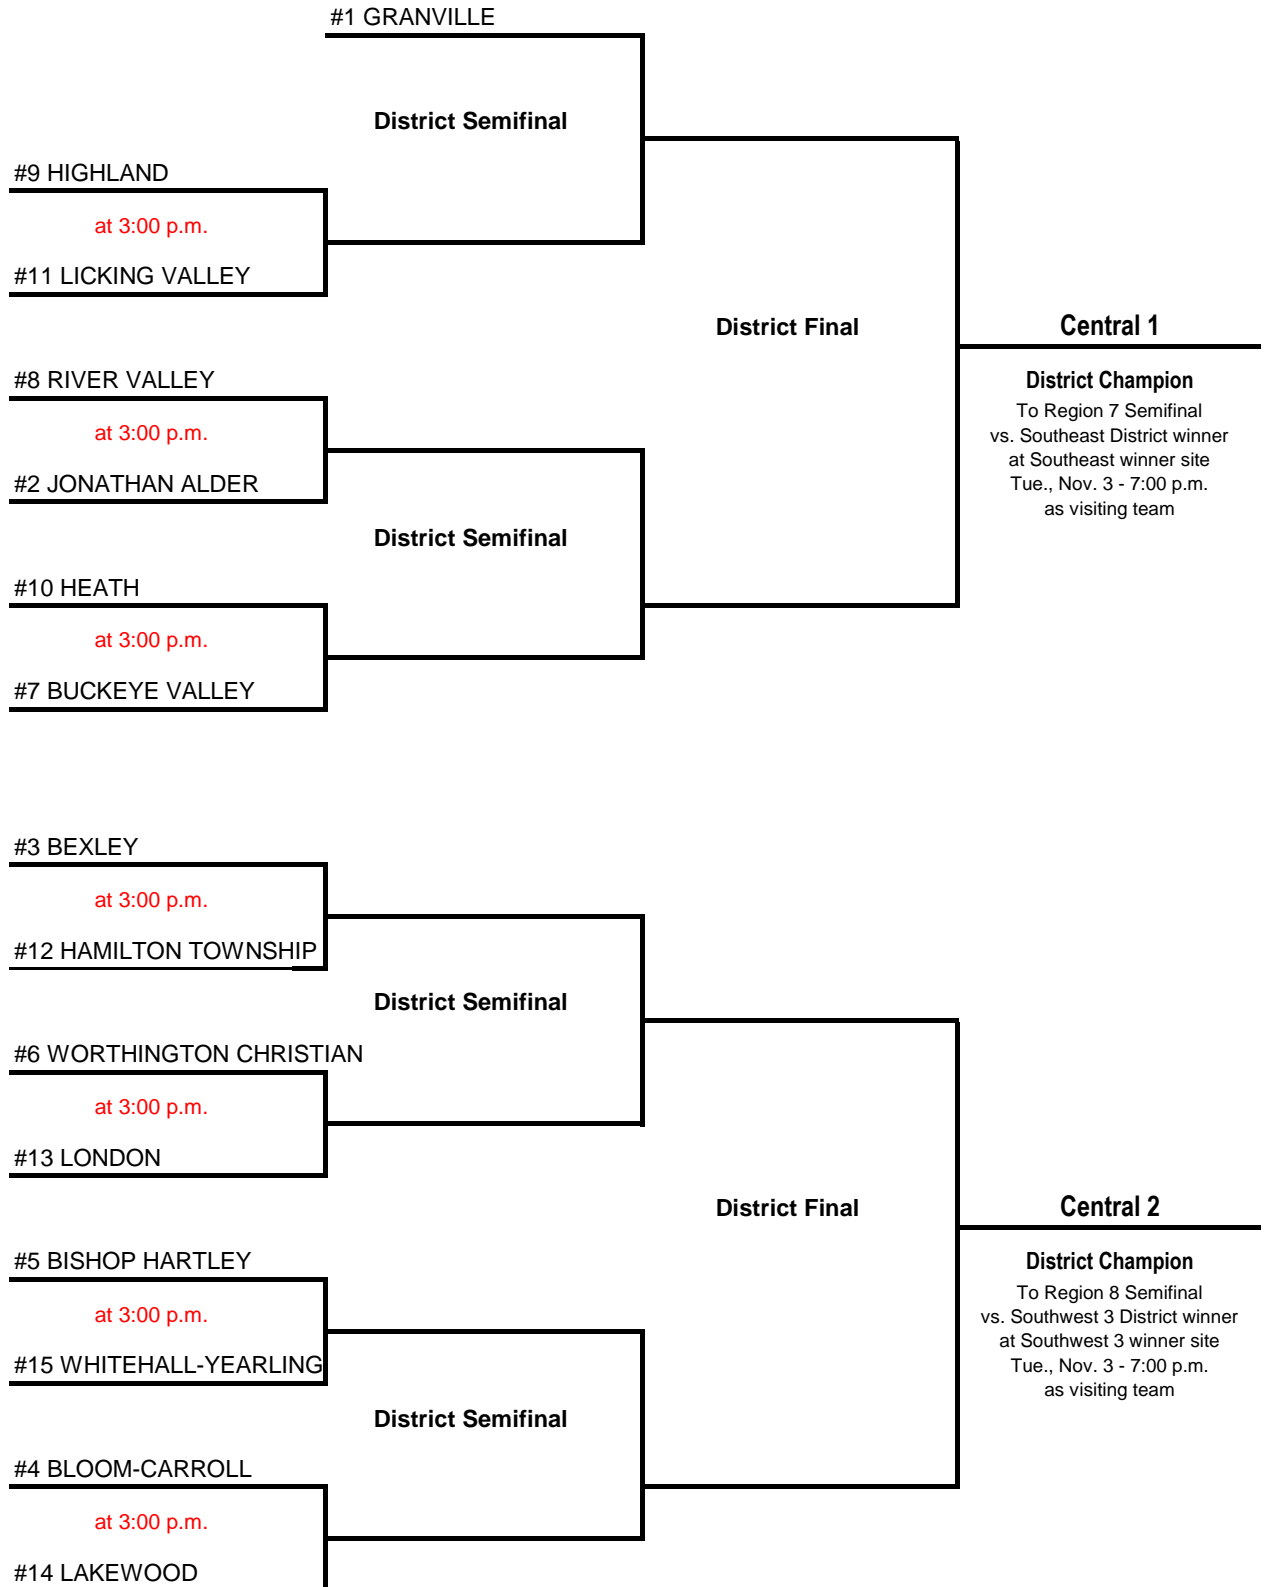 #1 GRANVILLE
District Semifinal
#9 HIGHLAND
at 3:00 p.m.
#11 LICKING VALLEY
District Final
Central 1
#8 RIVER VALLEY
District Champion
To Region 7 Semifinal
at 3:00 p.m.
vs. Southeast District winner
at Southeast winner site
#2 JONATHAN ALDER
Tue., Nov. 3 - 7:00 p.m.
as visiting team
District Semifinal
#10 HEATH
at 3:00 p.m.
#7 BUCKEYE VALLEY
#3 BEXLEY
at 3:00 p.m.
#12 HAMILTON TOWNSHIP
District Semifinal
#6 WORTHINGTON CHRISTIAN
at 3:00 p.m.
#13 LONDON
District Final
Central 2
#5 BISHOP HARTLEY
District Champion
To Region 8 Semifinal
at 3:00 p.m.
vs. Southwest 3 District winner
at Southwest 3 winner site
#15 WHITEHALL-YEARLING
Tue., Nov. 3 - 7:00 p.m.
as visiting team
District Semifinal
#4 BLOOM-CARROLL
at 3:00 p.m.
#14 LAKEWOOD